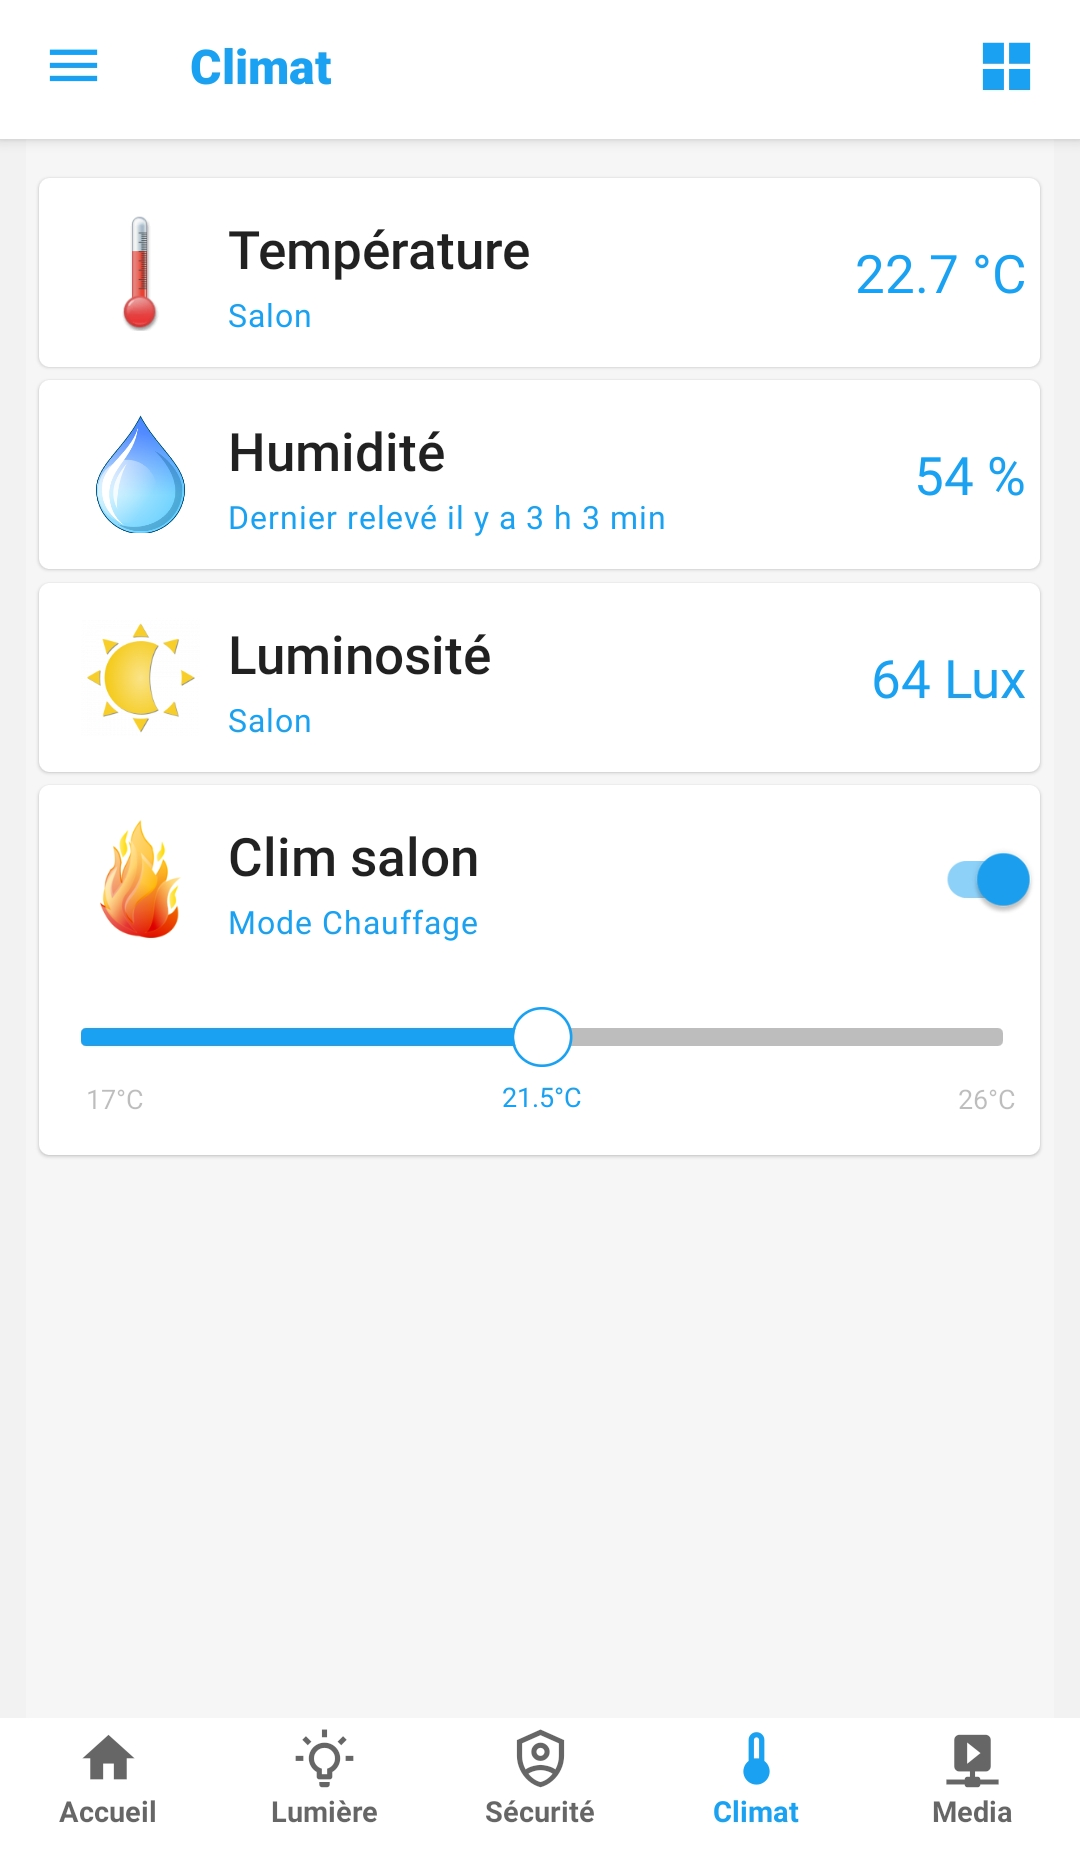 Climat
Température
Salon
22.7 °C
Humidité
Dernier relevé il y a 3 h 3 min
54 %
Luminosité
Salon
64 Lux
Clim salon
Mode Chauffage
17°C
21.5°C
26°C
Accueil
Lumière
Sécurité
Climat
Media